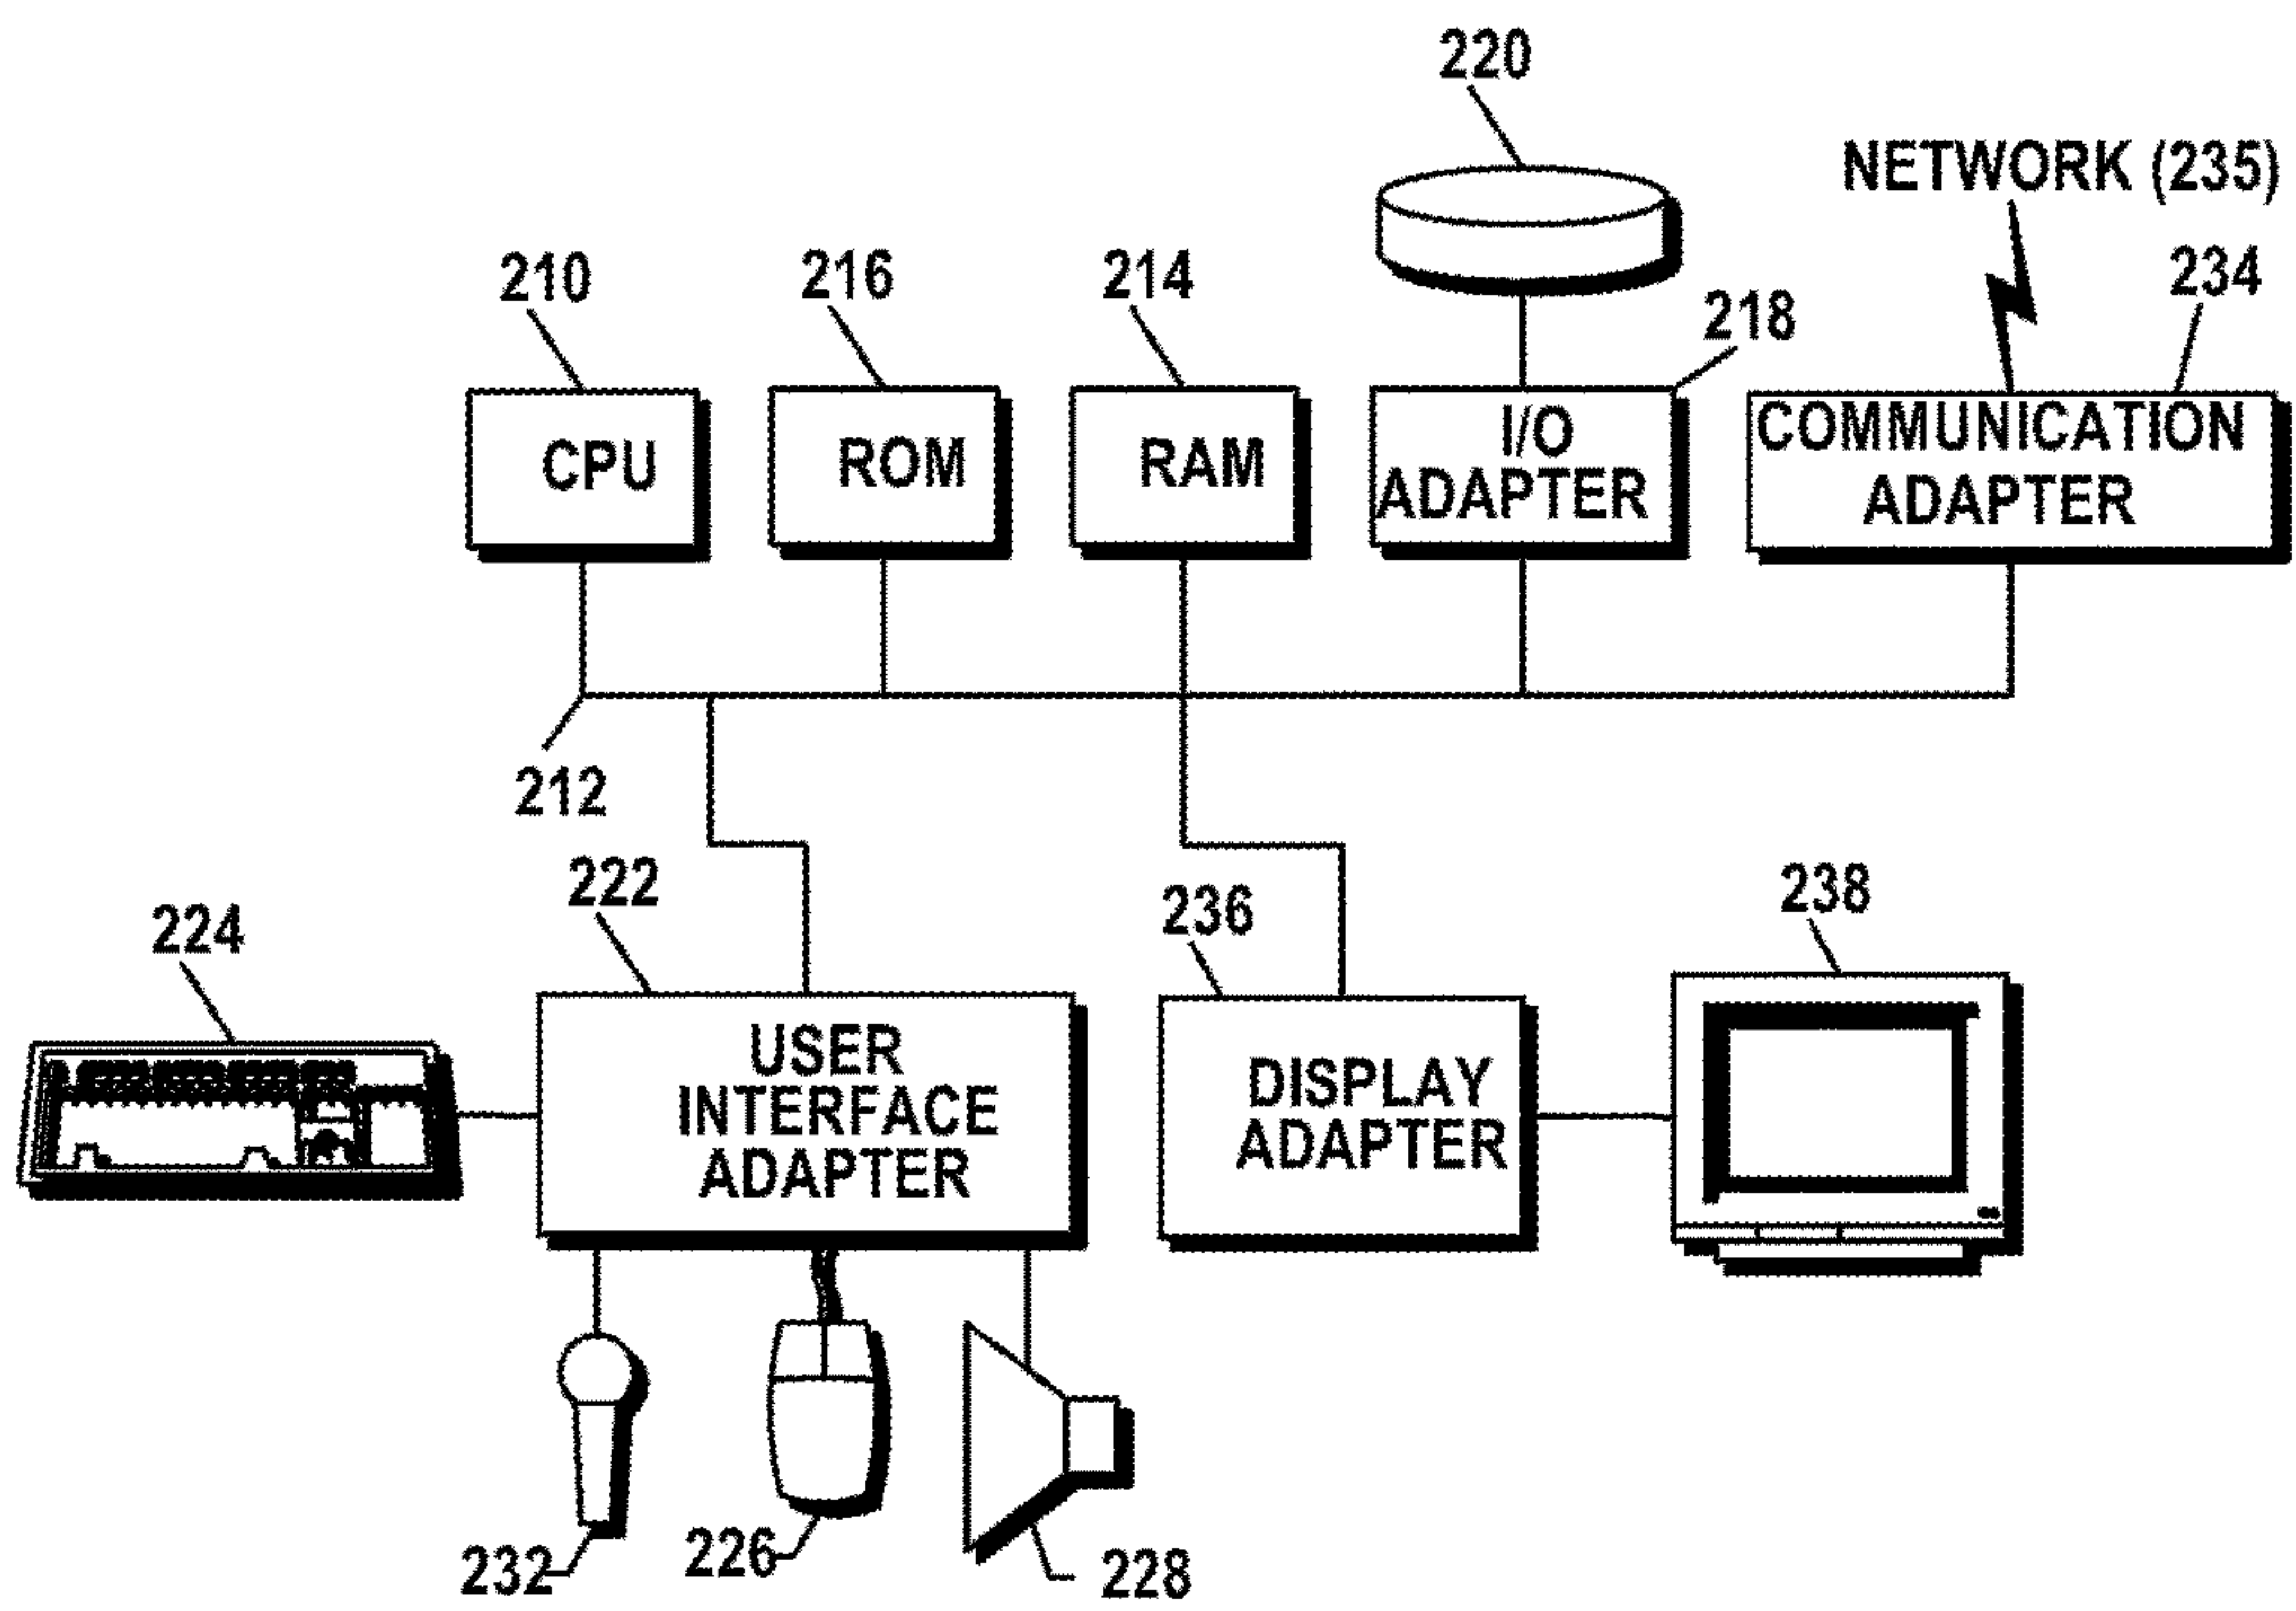 220
NETWORK (235)
210
216
214
218
234
CPU
ROM
RAM
I/O
ADAPTER
COMMUNICATION
ADAPTER
212
222
236
238
224
USER
INTERFACE
ADAPTER
DISPLAY
ADAPTER
232
226
228